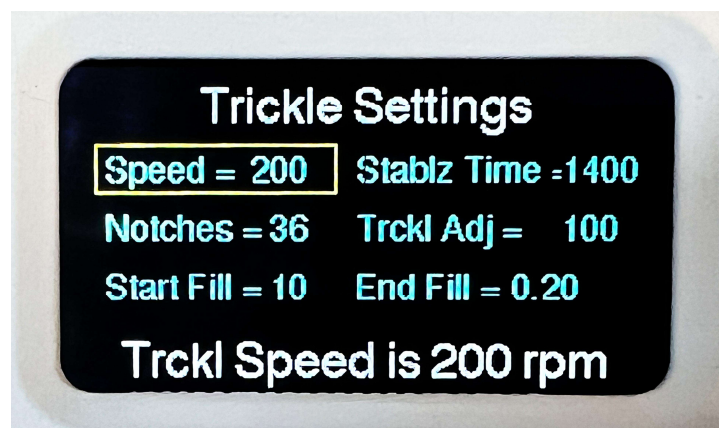 Trickle Settings
Speed = 200 Stablz Time =1400
Notches = 36 Trckl Adj = 100
Start Fill = 10 End Fill = 0.20
Trckl Speed is 200 rpm